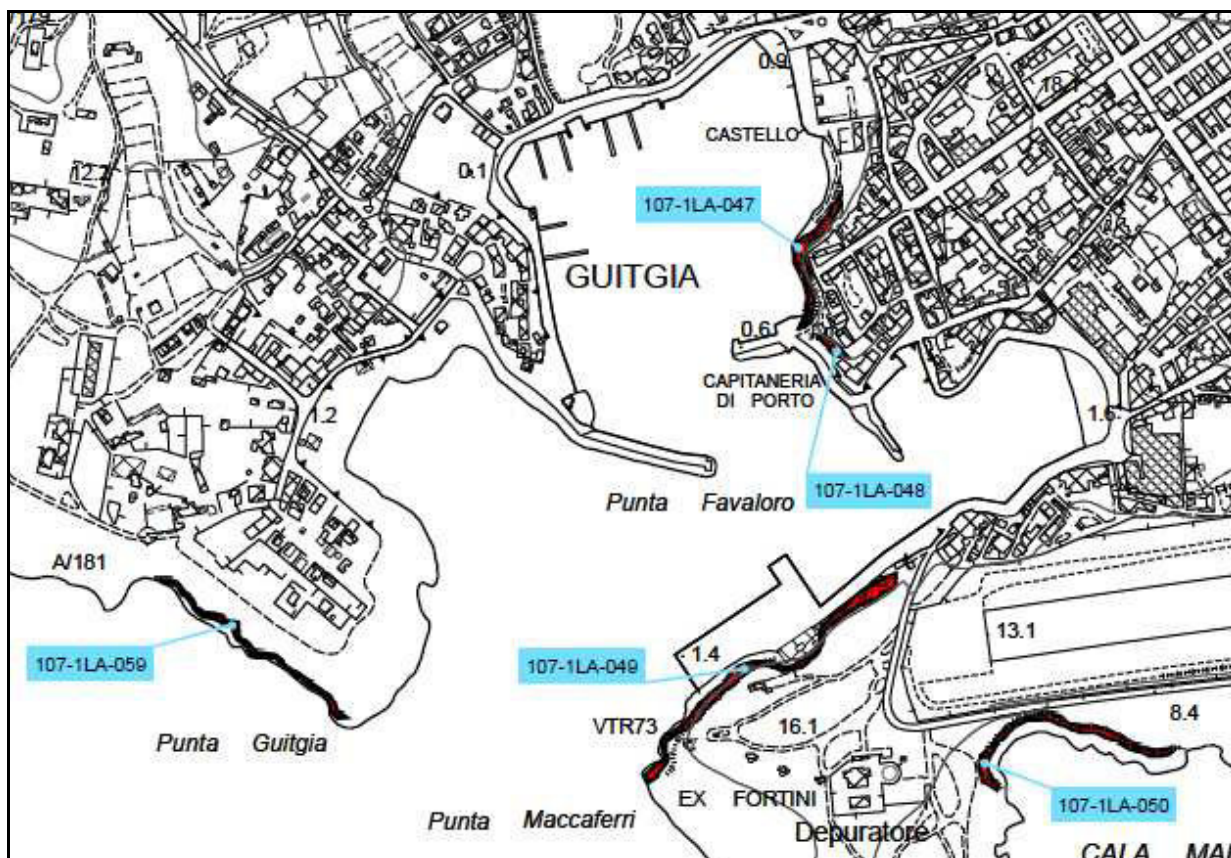 0.9
18.1
CASTELLO
12.2
0.1
107-1LA-047
GUITGIA
0.6
CAPITANERIA
DI PORTO
1.2
1.6
107-1LA-048
Punta Favaloro
A/181
13.1
107-1LA-059
1.4
107-1LA-049
8.4
VTR73
16.1
Punta Guitgia
EX FORTINI
107-1LA-050
Punta Maccaferri
Depuratore
CALA